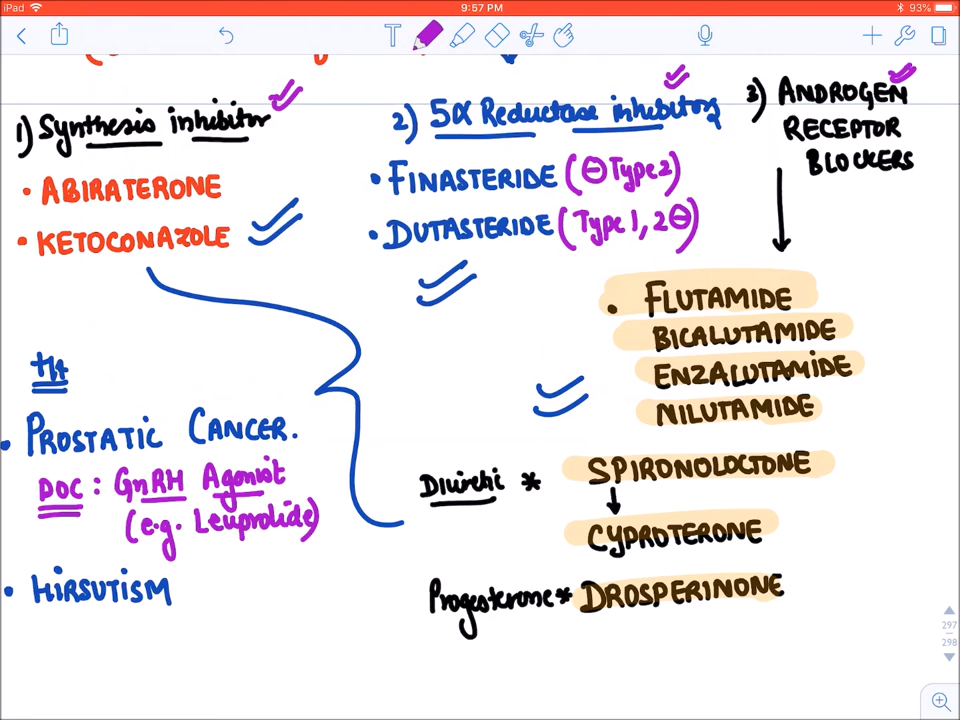 iPad
9:57 PM
93%
T
1) Synthesis inhibitor
• ABIRATERONE
• KETOCONAZOLE
2) 5α Reductase inhibitors
• FINASTERIDE (⊖ Type 2)
• DUTASTERIDE (Type 1, 2 ⊖)
3) ANDROGEN
RECEPTOR
BLOCKERS
• FLUTAMIDE
BICALUTAMIDE
ENZALUTAMIDE
NILUTAMIDE
Diuretic * SPIRONOLOCTONE
CYPROTERONE
Progesterone * DROSPERINONE
• PROSTATIC CANCER.
DOC : GnRH Agonist
(e.g. Leuprolide)
• HIRSUTISM
297
298